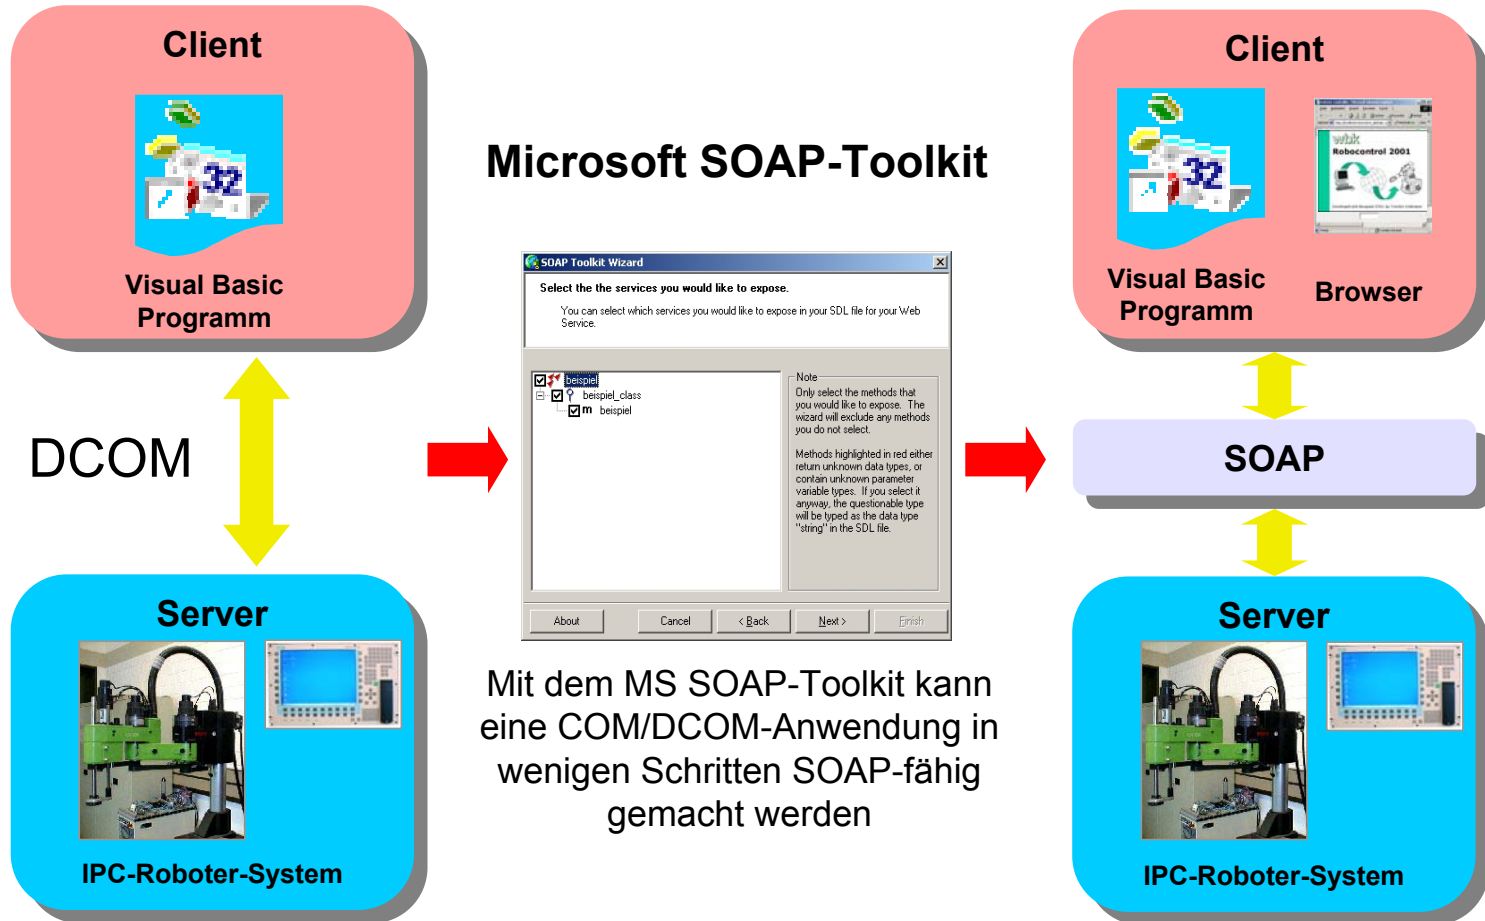 Client
Visual Basic
Programm
DCOM
Server
IPC-Roboter-System
Microsoft SOAP-Toolkit
SOAP Toolkit Wizard
Select the the services you would like to expose.
You can select which services you would like to expose in your SDL file for your Web
Service.
beispiel
beispiel_class
m beispiel
Note
Only select the methods that
you would like to expose. The
wizard will exclude any methods
you do not select.
Methods highlighted in red either
return unknown data types, or
contain unknown parameter
variable types. If you select it
anyway, the questionable type
will be typed as the data type
"string" in the SDL file.
About
Cancel
< Back
Next >
Finish
Mit dem MS SOAP-Toolkit kann
eine COM/DCOM-Anwendung in
wenigen Schritten SOAP-fähig
gemacht werden
Client
32
Visual Basic
Programm
32
Robocontrol 2001
Browser
SOAP
Server
IPC-Roboter-System